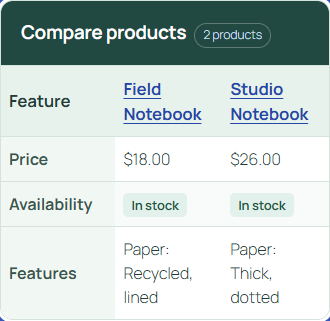 Compare products 2 products
Feature Field Notebook Studio Notebook
Price $18.00 $26.00
Availability In stock In stock
Features Paper: Recycled, lined Paper: Thick, dotted